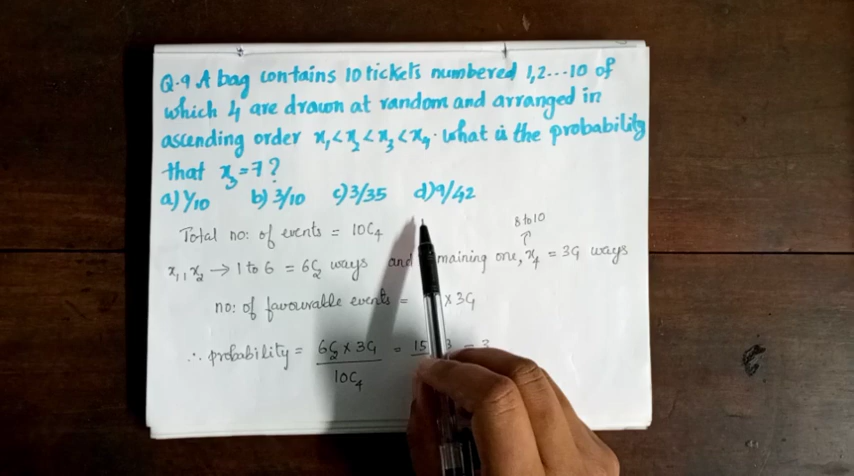 Q.9 A bag contains 10 tickets numbered 1,2...10 of
which 4 are drawn at random and arranged in
ascending order x₁<x₂<x₃<x₄. what is the probability
that x₃=7?
a) 1/10 b) 3/10 c) 3/35 d) 9/42
8 to 10
↑
Total no: of events = 10C₄
x₁, x₂ → 1 to 6 = 6C₂ ways and one, x₄ = 3C₁ ways
no: of favourable events = x 3C₁
∴ probability = 6C₂ x 3C₁ / 10C₄ = 15 3 = 3